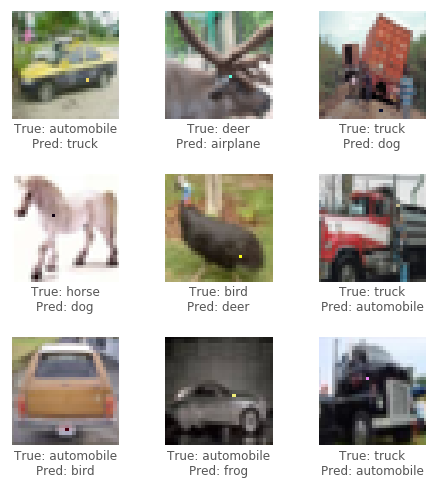 True: automobile
Pred: truck
True: deer
Pred: airplane
True: truck
Pred: dog
True: horse
Pred: dog
True: bird
Pred: deer
True: truck
Pred: automobile
True: automobile
Pred: bird
True: automobile
Pred: frog
True: truck
Pred: automobile